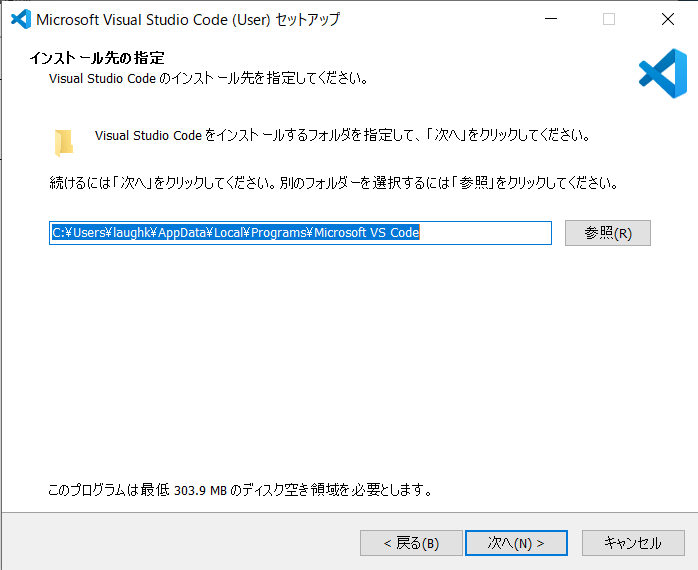 Microsoft Visual Studio Code (User) セットアップ
インストール先の指定
Visual Studio Code のインストール先を指定してください。
Visual Studio Code をインストールするフォルダを指定して、「次へ」をクリックしてください。
続けるには「次へ」をクリックしてください。別のフォルダーを選択するには「参照」をクリックしてください。
C:¥Users¥laughk¥AppData¥Local¥Programs¥Microsoft VS Code
参照(R)
このプログラムは最低 303.9 MB のディスク空き領域を必要とします。
< 戻る(B)
次へ(N) >
キャンセル